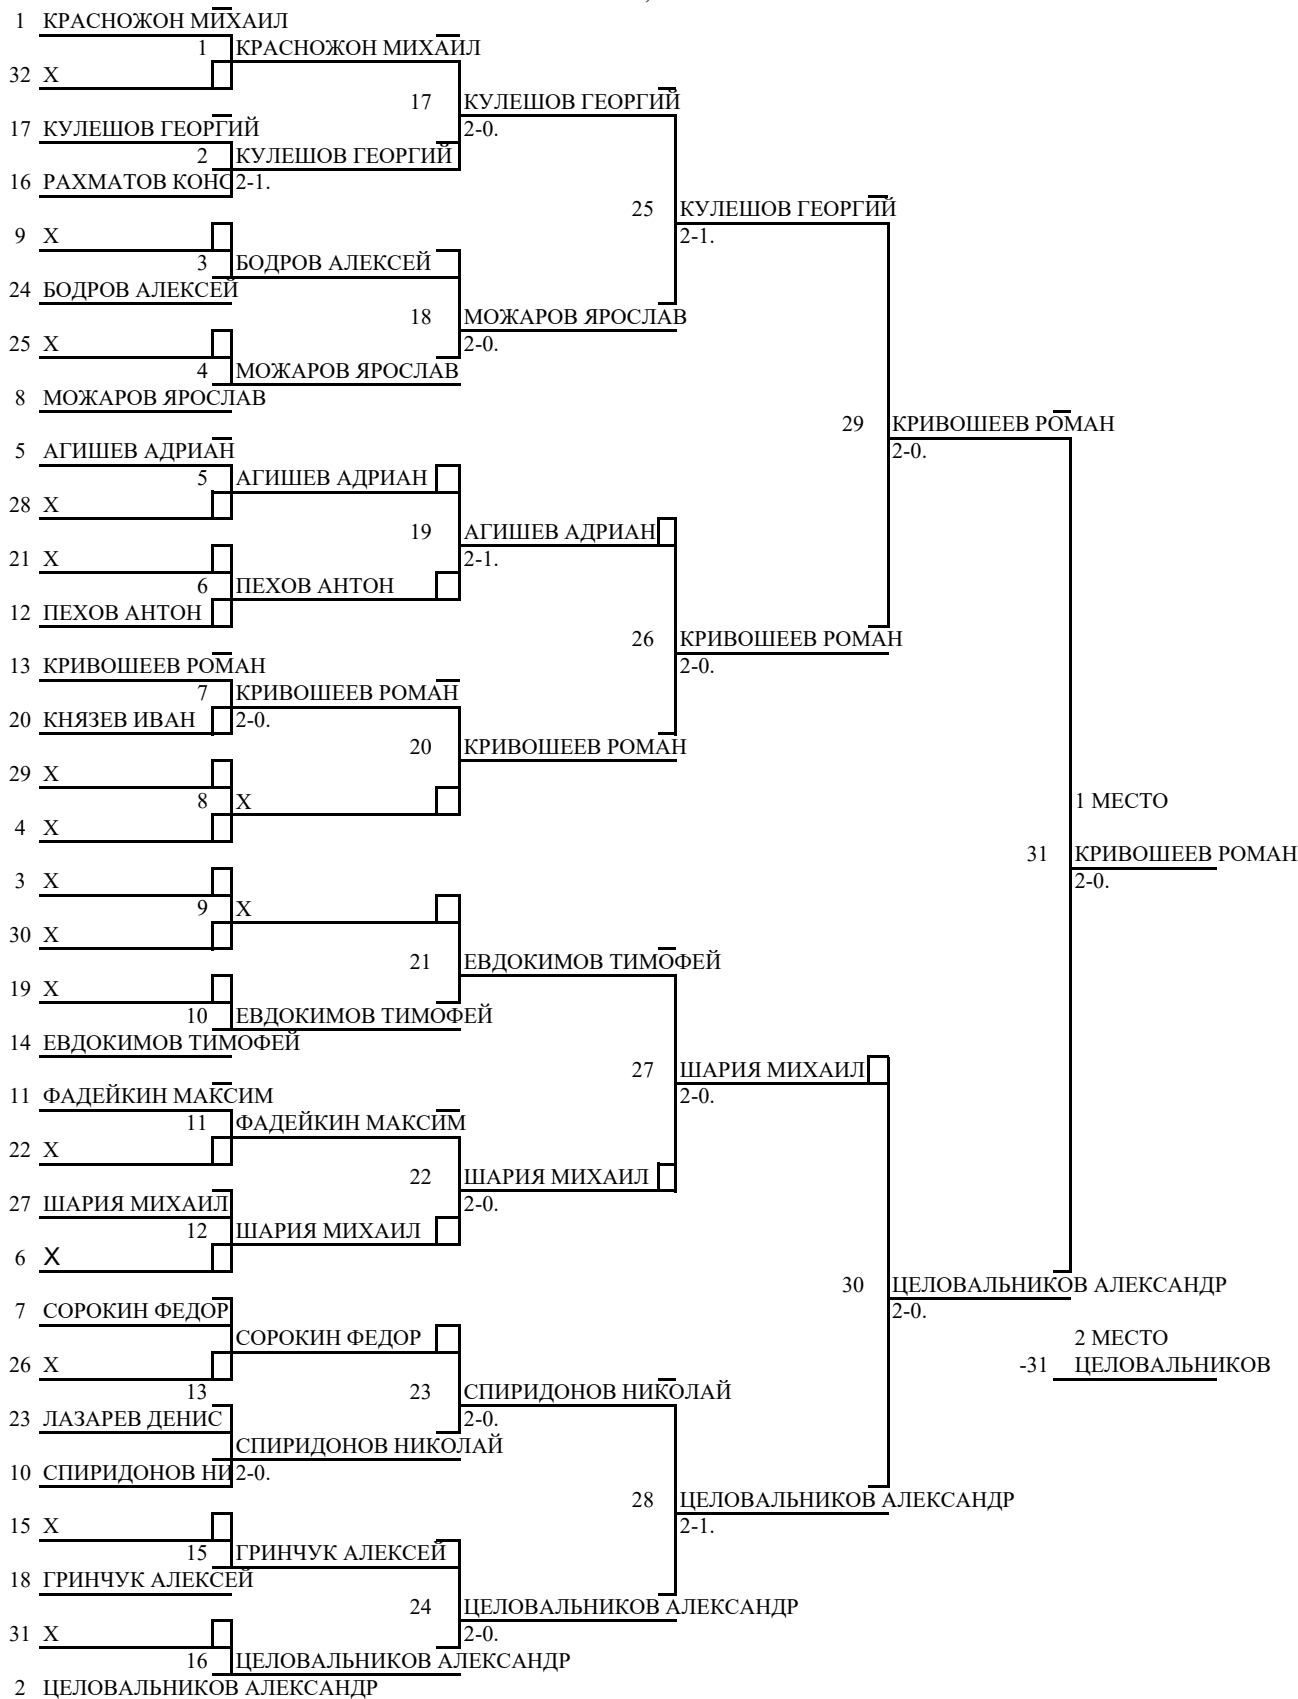 1 КРАСНОЖОН МИХАИЛ
1 КРАСНОЖОН МИХАИЛ
32 X
17 КУЛЕШОВ ГЕОРГИЙ
17 КУЛЕШОВ ГЕОРГИЙ 2-0.
2 КУЛЕШОВ ГЕОРГИЙ
16 РАХМАТОВ КОНС 2-1.
25 КУЛЕШОВ ГЕОРГИЙ
9 X 2-1.
3 БОДРОВ АЛЕКСЕЙ
24 БОДРОВ АЛЕКСЕЙ
18 МОЖАРОВ ЯРОСЛАВ
25 X 2-0.
4 МОЖАРОВ ЯРОСЛАВ
8 МОЖАРОВ ЯРОСЛАВ
29 КРИВОШЕЕВ РОМАН
5 АГИШЕВ АДРИАН 2-0.
5 АГИШЕВ АДРИАН
28 X
19 АГИШЕВ АДРИАН
21 X 2-1.
6 ПЕХОВ АНТОН
12 ПЕХОВ АНТОН
26 КРИВОШЕЕВ РОМАН
13 КРИВОШЕЕВ РОМАН 2-0.
7 КРИВОШЕЕВ РОМАН
20 КНЯЗЕВ ИВАН 2-0.
20 КРИВОШЕЕВ РОМАН
29 X
8 X 1 МЕСТО
4 X
31 КРИВОШЕЕВ РОМАН
3 X 2-0.
9 X
30 X
21 ЕВДОКИМОВ ТИМОФЕЙ
19 X
10 ЕВДОКИМОВ ТИМОФЕЙ
14 ЕВДОКИМОВ ТИМОФЕЙ
27 ШАРИЯ МИХАИЛ
11 ФАДЕЙКИН МАКСИМ 2-0.
11 ФАДЕЙКИН МАКСИМ
22 X
22 ШАРИЯ МИХАИЛ
27 ШАРИЯ МИХАИЛ 2-0.
12 ШАРИЯ МИХАИЛ
6 X
30 ЦЕЛОВАЛЬНИКОВ АЛЕКСАНДР
7 СОРОКИН ФЕДОР 2-0.
СОРОКИН ФЕДОР 2 МЕСТО
26 X -31 ЦЕЛОВАЛЬНИКОВ
13 23 СПИРИДОНОВ НИКОЛАЙ
23 ЛАЗАРЕВ ДЕНИС 2-0.
СПИРИДОНОВ НИКОЛАЙ
10 СПИРИДОНОВ НИ 2-0.
28 ЦЕЛОВАЛЬНИКОВ АЛЕКСАНДР
15 X 2-1.
15 ГРИНЧУК АЛЕКСЕЙ
18 ГРИНЧУК АЛЕКСЕЙ
24 ЦЕЛОВАЛЬНИКОВ АЛЕКСАНДР
31 X 2-0.
16 ЦЕЛОВАЛЬНИКОВ АЛЕКСАНДР
2 ЦЕЛОВАЛЬНИКОВ АЛЕКСАНДР